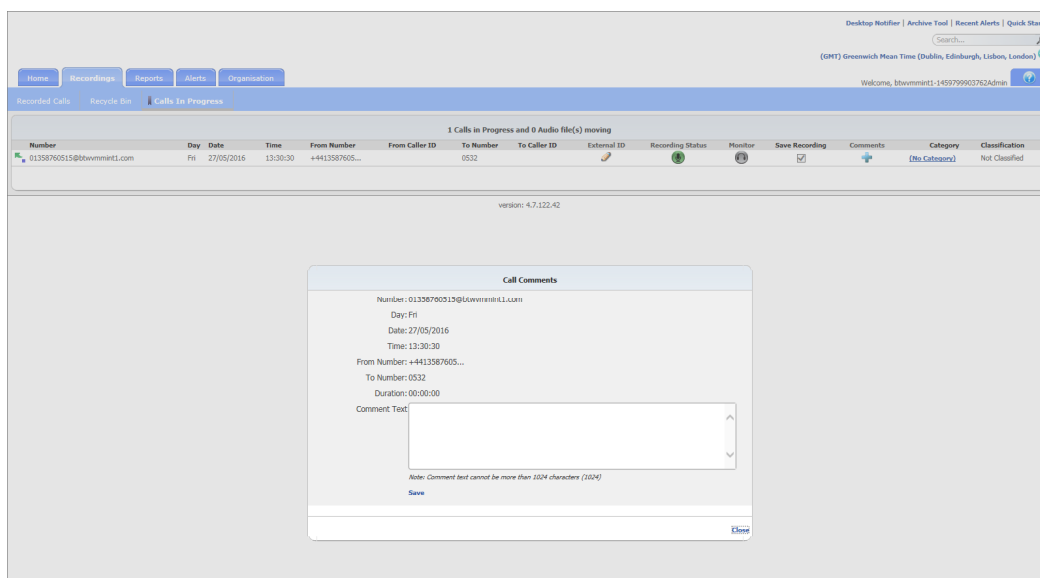 Desktop Notifier | Archive Tool | Recent Alerts | Quick Star
Search...
(GMT) Greenwich Mean Time (Dublin, Edinburgh, Lisbon, London)
Home Recordings Reports Alerts Organisation
Welcome, btwvmmint1-1459799903762Admin
Recorded Calls Recycle Bin Calls In Progress
1 Calls in Progress and 0 Audio file(s) moving
Number Day Date Time From Number From Caller ID To Number To Caller ID External ID Recording Status Monitor Save Recording Comments Category Classification
01358760515@btwvmmint1.com Fri 27/05/2016 13:30:30 +4413587605... 0532 (No Category) Not Classified
version: 4.7.122.42
Call Comments
Number: 01358760515@btwvmmint1.com
Day: Fri
Date: 27/05/2016
Time: 13:30:30
From Number: +4413587605...
To Number: 0532
Duration: 00:00:00
Comment Text
Note: Comment text cannot be more than 1024 characters (1024)
Save
Close